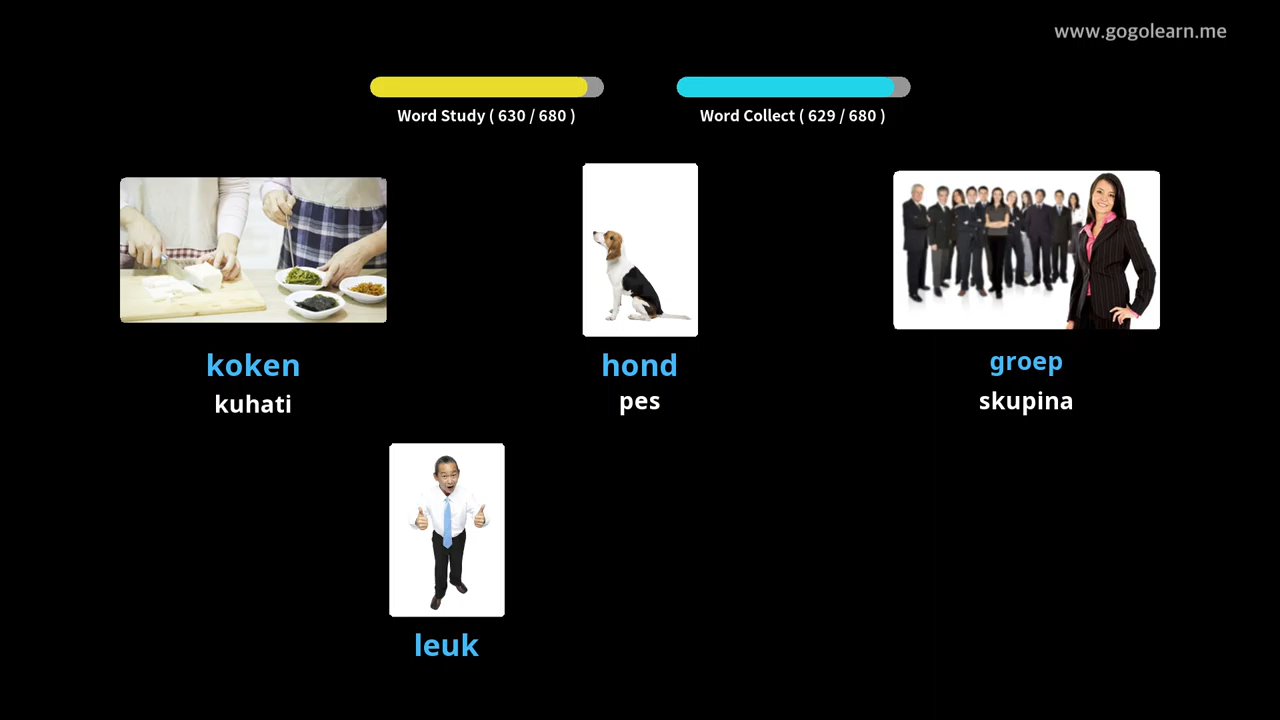 www.gogolearn.me
Word Study ( 630 / 680 )
Word Collect ( 629 / 680 )
koken
kuhati
hond
pes
groep
skupina
leuk